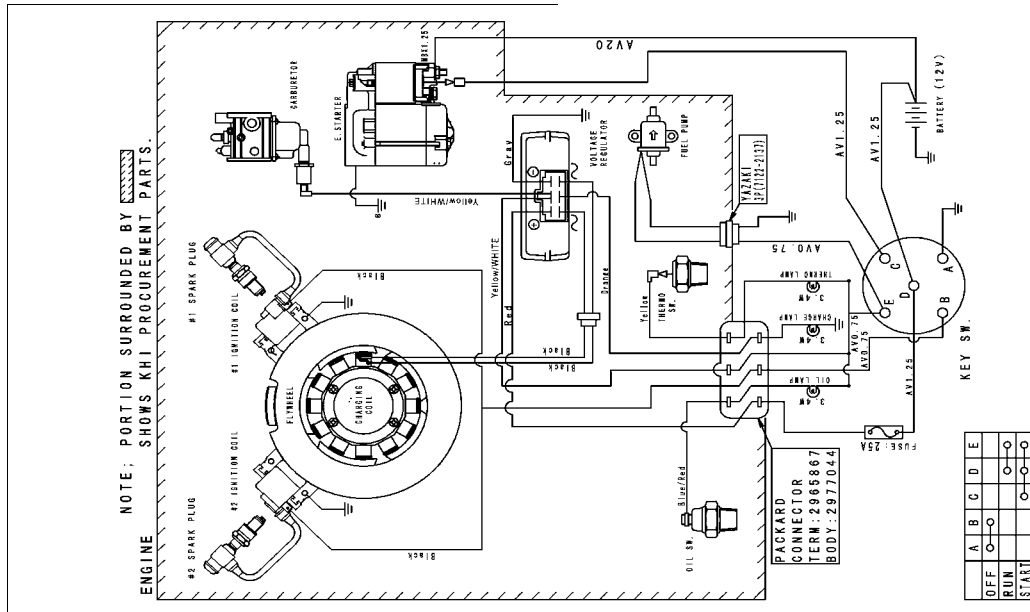 NOTE; PORTION SURROUNDED BY
SHOWS KHI PROCUREMENT PARTS.
ENGINE
CARBURETOR
E.STARTER
M8X1.25
AV20
BATTERY (12V)
AV1.25
AV1.25
Gray
VOLTAGE
REGULATOR
FUEL PUMP
YAZAKI
2P(7122-2137)
Yellow/WHITE
Yellow/WHITE
Red
Orange
Yellow
THERMO
SW.
AV0.75
THERMO LAMP
3.4W
CHARGE LAMP
3.4W
OIL LAMP
3.4W
AV0.75
AV0.75
AV1.25
C
A
D
E
B
KEY SW.
FUSE:25A
#1 SPARK PLUG
#1 IGNITION COIL
Black
FLYWHEEL
CHARGING
COIL
Black
#2 IGNITION COIL
#2 SPARK PLUG
Black
Blue/Red
OIL SW.
PACKARD
CONNECTOR
TERM:2965867
BODY:2977044
A B C D E
OFF
RUN
START